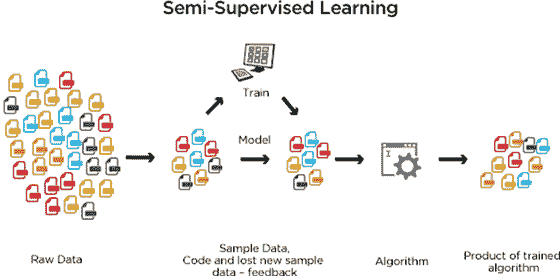 Semi-Supervised Learning
Train
Model
Raw Data
Sample Data,
Code and lost new sample
data – feedback
Algorithm
Product of trained
algorithm